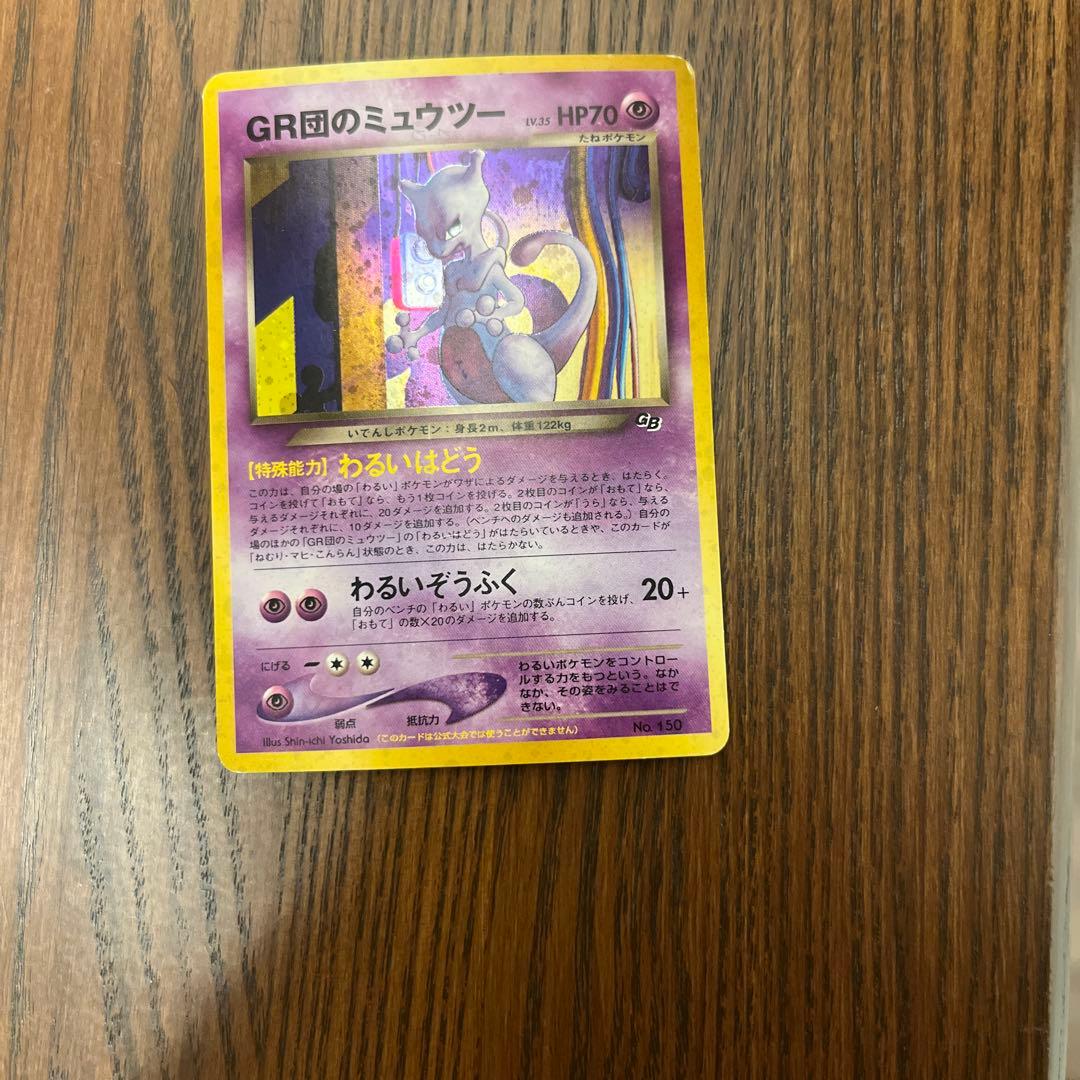 GR団のミュウツー LV.35 HP70
たねポケモン
いでんしポケモン：身長2m、体重122kg
GB
【特殊能力】わるいはどう
この力は、自分の場の「わるい」ポケモンがワザによるダメージを与えるとき、はたらく。
コインを投げて「おもて」なら、もう1枚コインを投げる。2枚目のコインが「おもて」なら、
与えるダメージそれぞれに、20ダメージを追加する。2枚目のコインが「うら」なら、与える
ダメージそれぞれに、10ダメージを追加する。（ベンチへのダメージも追加される。）自分の
場のほかの「GR団のミュウツー」の「わるいはどう」がはたらいているときや、このカードが
「ねむり・マヒ・こんらん」状態のとき、この力は、はたらかない。
わるいぞうふく 20+
自分のベンチの「わるい」ポケモンの数ぶんコインを投げ、
「おもて」の数×20のダメージを追加する。
にげる
弱点 抵抗力
わるいポケモンをコントロー
ルする力をもつという。なか
なか、その姿をみることはで
きない。
Illus Shin-ichi Yoshida （このカードは公式大会では使うことができません） No. 150